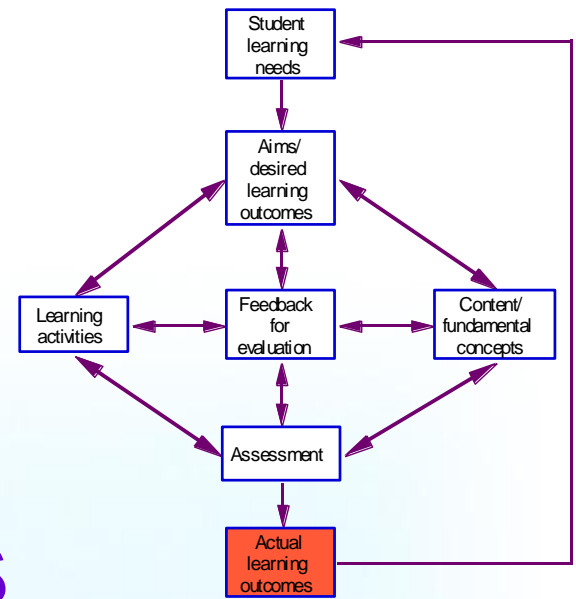 Student
learning
needs
Aims/
desired
learning
outcomes
Learning
activities
Feedback
for
evaluation
Content/
fundamental
concepts
Assessment
Actual
learning
outcomes
s